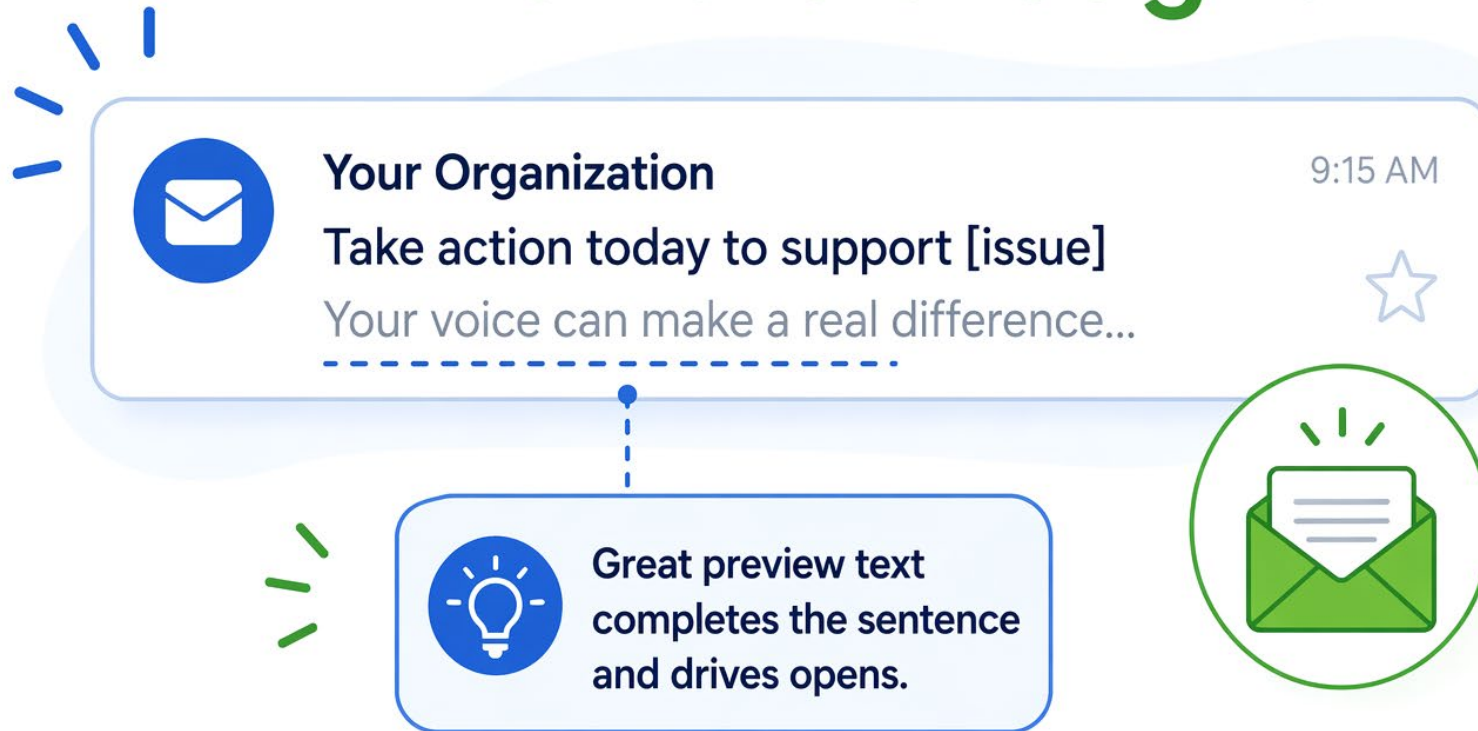 Your Organization
9:15 AM
Take action today to support [issue]
Your voice can make a real difference...
Great preview text
completes the sentence
and drives opens.